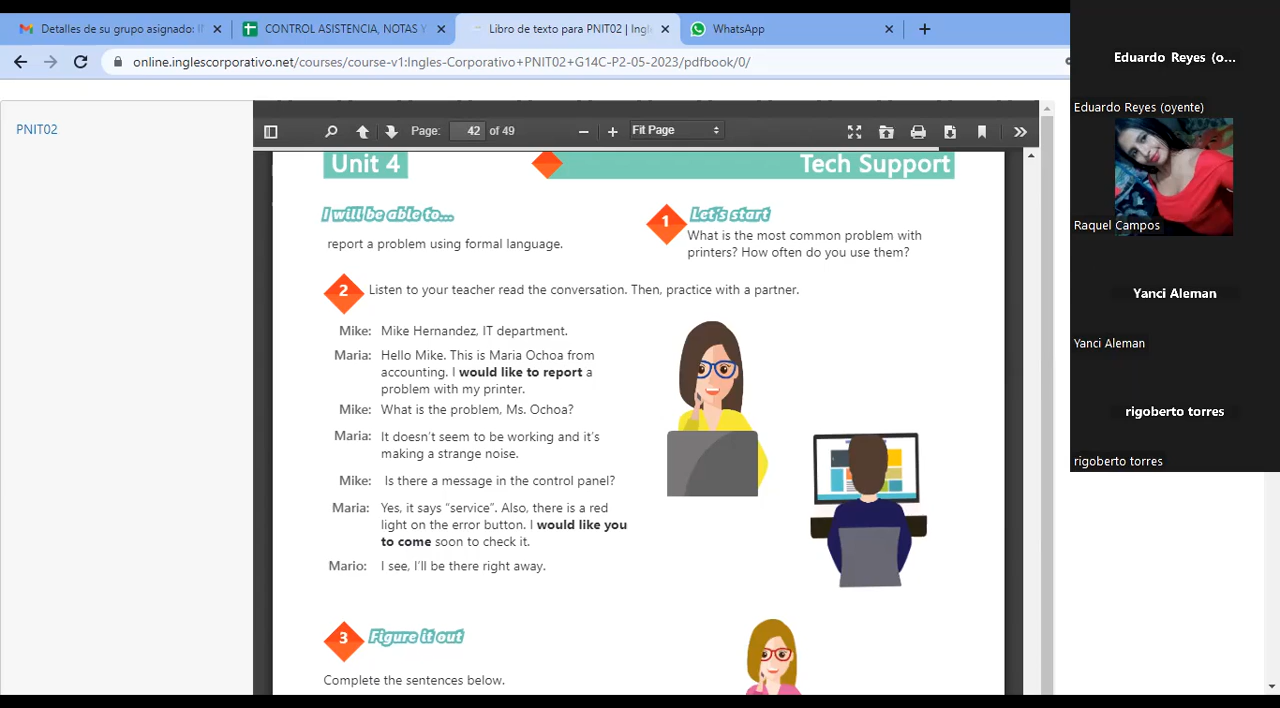 Detalles de su grupo asignado: I
CONTROL ASISTENCIA, NOTAS Y
Libro de texto para PNIT02 | Ingl
WhatsApp
online.inglescorporativo.net/courses/course-v1:Ingles-Corporativo+PNIT02+G14C-P2-05-2023/pdfbook/0/
PNIT02
Page: 42 of 49
Fit Page
Unit 4
Tech Support
I will be able to...
report a problem using formal language.
1 Let's start
What is the most common problem with
printers? How often do you use them?
2 Listen to your teacher read the conversation. Then, practice with a partner.
Mike: Mike Hernandez, IT department.
Maria: Hello Mike. This is Maria Ochoa from
accounting. I would like to report a
problem with my printer.
Mike: What is the problem, Ms. Ochoa?
Maria: It doesn't seem to be working and it's
making a strange noise.
Mike: Is there a message in the control panel?
Maria: Yes, it says “service”. Also, there is a red
light on the error button. I would like you
to come soon to check it.
Mario: I see, I'll be there right away.
3 Figure it out
Complete the sentences below.
Eduardo Reyes (o...
Eduardo Reyes (oyente)
Raquel Campos
Yanci Aleman
Yanci Aleman
rigoberto torres
rigoberto torres